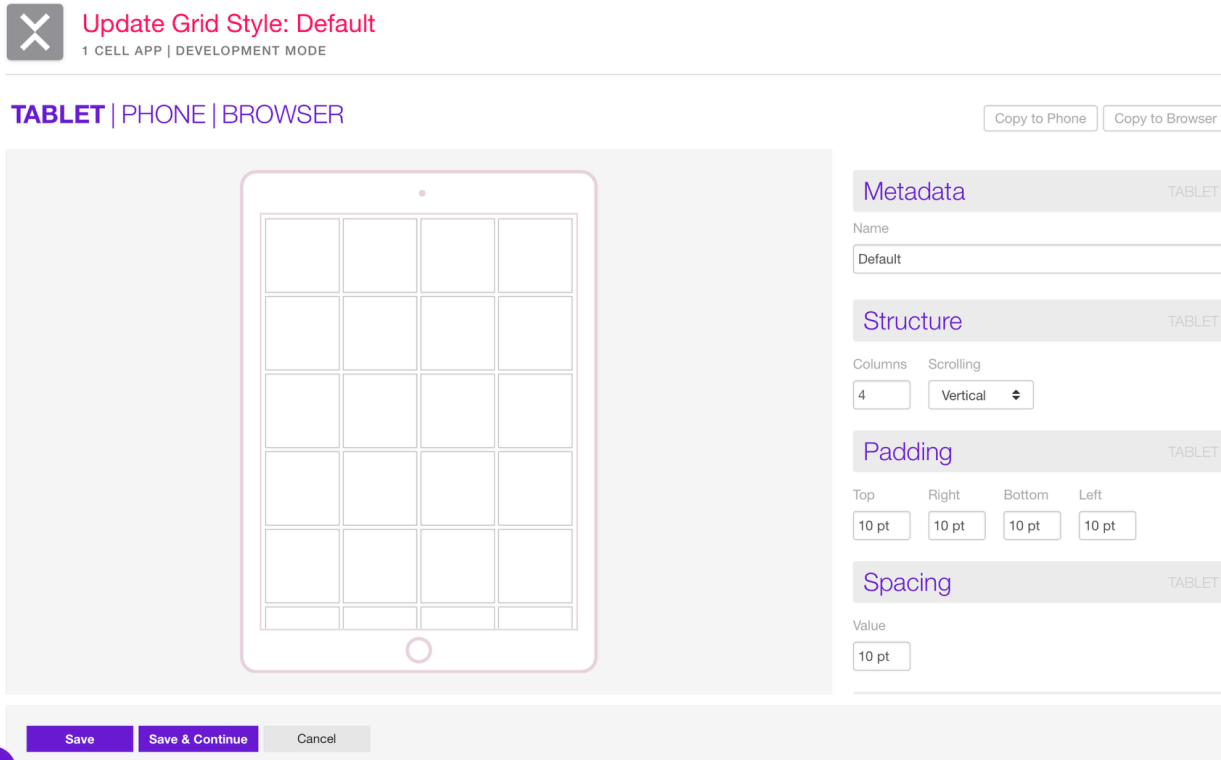 Update Grid Style: Default
1 CELL APP | DEVELOPMENT MODE
TABLET | PHONE | BROWSER
Copy to Phone
Copy to Browser
Metadata
TABLET
Name
Default
Structure
TABLET
Columns
Scrolling
4
Vertical
Padding
TABLET
Top
Right
Bottom
Left
10 pt
10 pt
10 pt
10 pt
Spacing
TABLET
Value
10 pt
Save
Save & Continue
Cancel